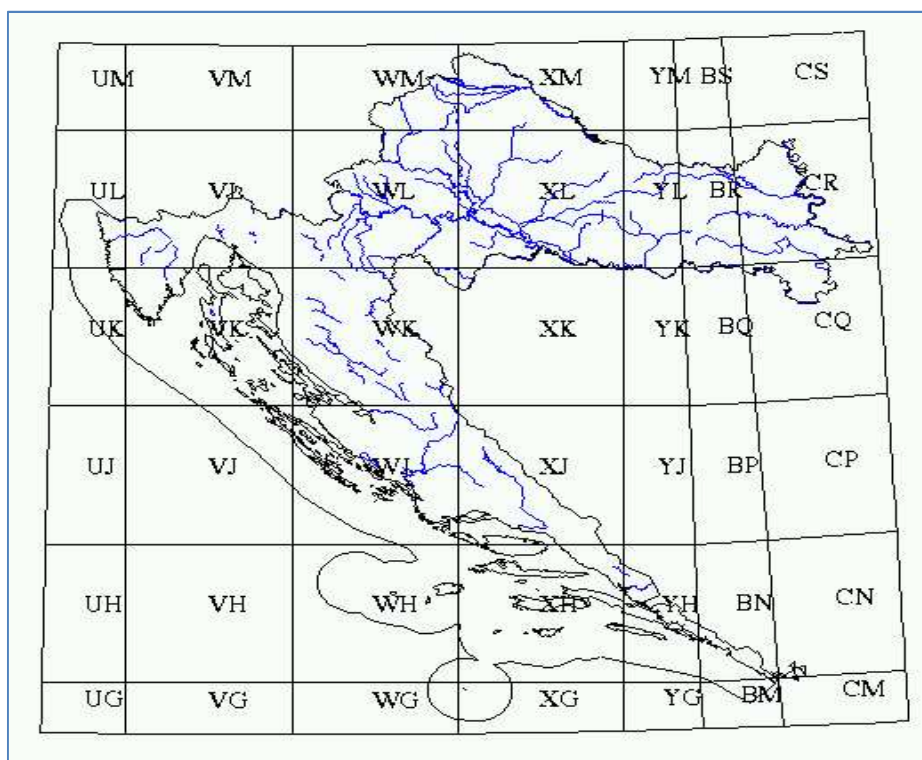 UM VM WM XM YM BS CS
UL VL WL XL YL BR CR
UK VK WK XK YK BQ CQ
UJ VJ WJ XJ YJ BP CP
UH VH WH XH YH BN CN
UG VG WG XG YG BM CM